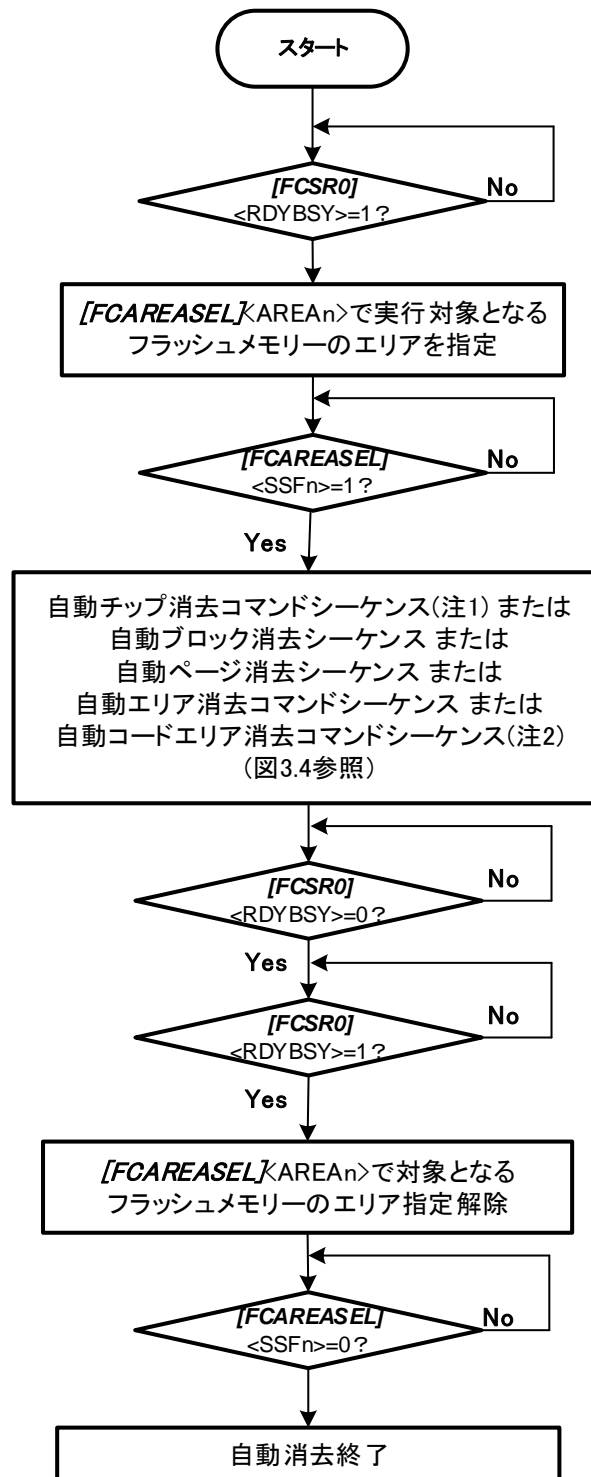 スタート
[FCSR0]
<RDYBSY>=1?
No
[FCAREASEL]<AREAn>で実行対象となる
フラッシュメモリーのエリアを指定
[FCAREASEL]
<SSFn>=1?
No
Yes
自動チップ消去コマンドシーケンス(注1) または
自動ブロック消去シーケンス または
自動ページ消去シーケンス または
自動エリア消去コマンドシーケンス または
自動コードエリア消去コマンドシーケンス(注2)
(図3.4参照)
[FCSR0]
<RDYBSY>=0?
No
Yes
[FCSR0]
<RDYBSY>=1?
No
Yes
[FCAREASEL]<AREAn>で対象となる
フラッシュメモリーのエリア指定解除
[FCAREASEL]
<SSFn>=0?
No
自動消去終了